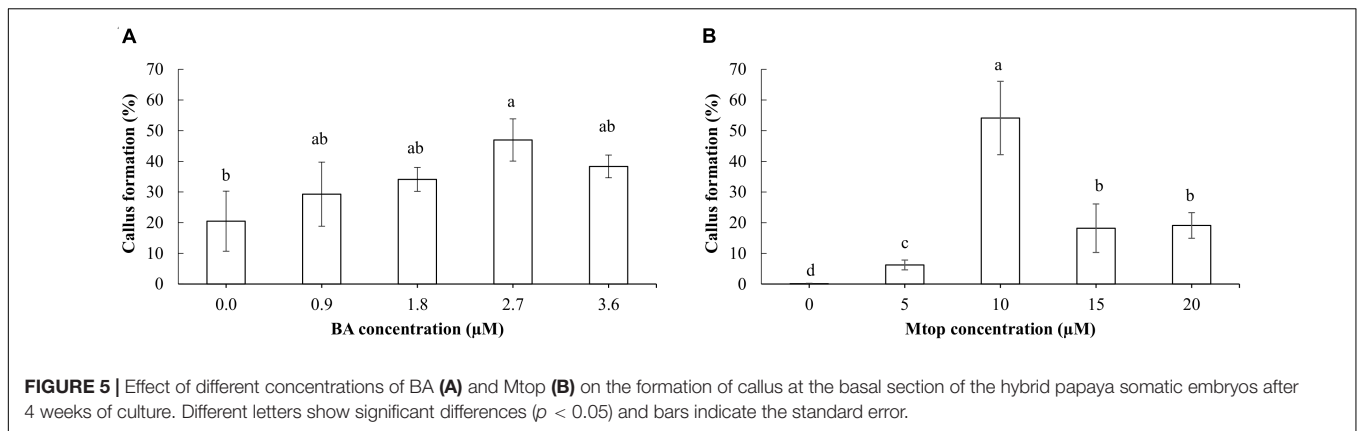 A
Callus formation (%)
70
60
50
40
30
20
10
0
b
ab
ab
a
ab
0.0 0.9 1.8 2.7 3.6
BA concentration (µM)
B
Callus formation (%)
70
60
50
40
30
20
10
0
d
c
a
b
b
0 5 10 15 20
Mtop concentration (µM)
FIGURE 5 | Effect of different concentrations of BA (A) and Mtop (B) on the formation of callus at the basal section of the hybrid papaya somatic embryos after
4 weeks of culture. Different letters show significant differences (p < 0.05) and bars indicate the standard error.